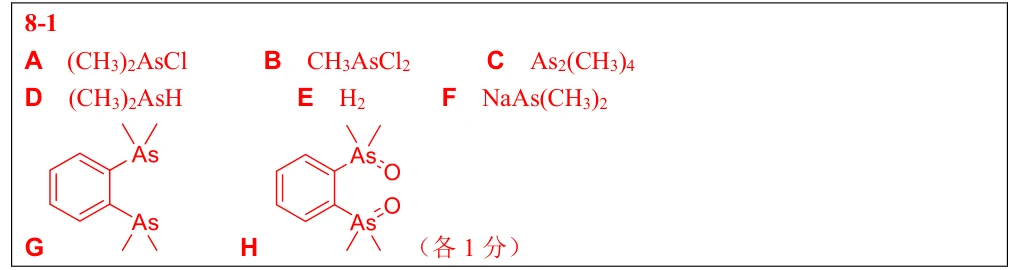 8-1
A (CH₃)₂AsCl B CH₃AsCl₂ C As₂(CH₃)₄
D (CH₃)₂AsH E H₂ F NaAs(CH₃)₂
As As O
As As O
G H （各 1 分）